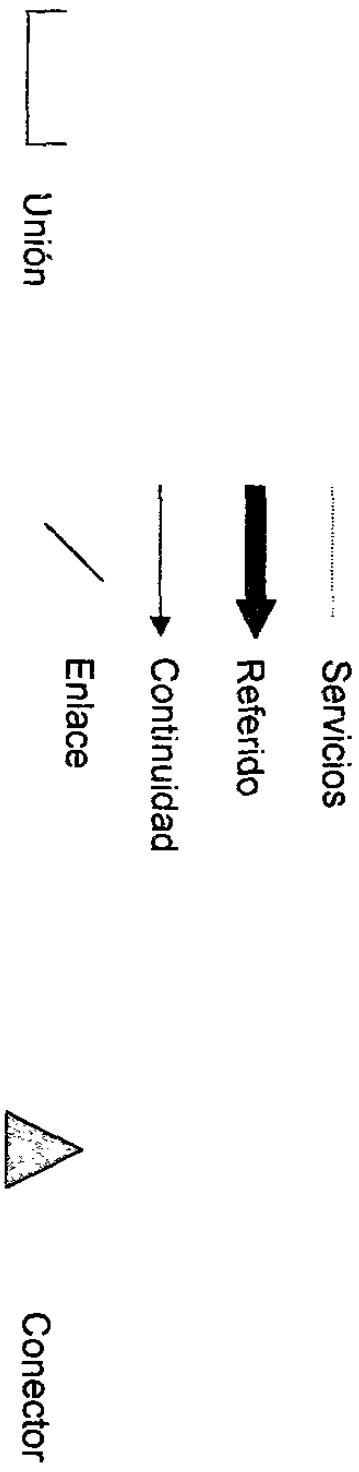 Servicios
Referido
Continuidad
Enlace
Unión
Conector